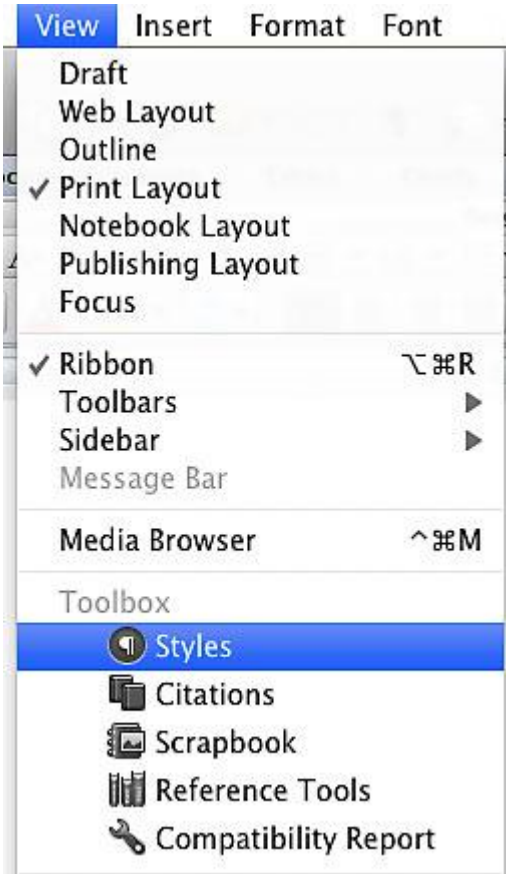 View Insert Format Font
Draft
Web Layout
Outline
✓ Print Layout
Notebook Layout
Publishing Layout
Focus
✓ Ribbon ⌥⌘R
Toolbars ▶
Sidebar ▶
Message Bar
Media Browser ^⌘M
Toolbox
Styles
Citations
Scrapbook
Reference Tools
Compatibility Report